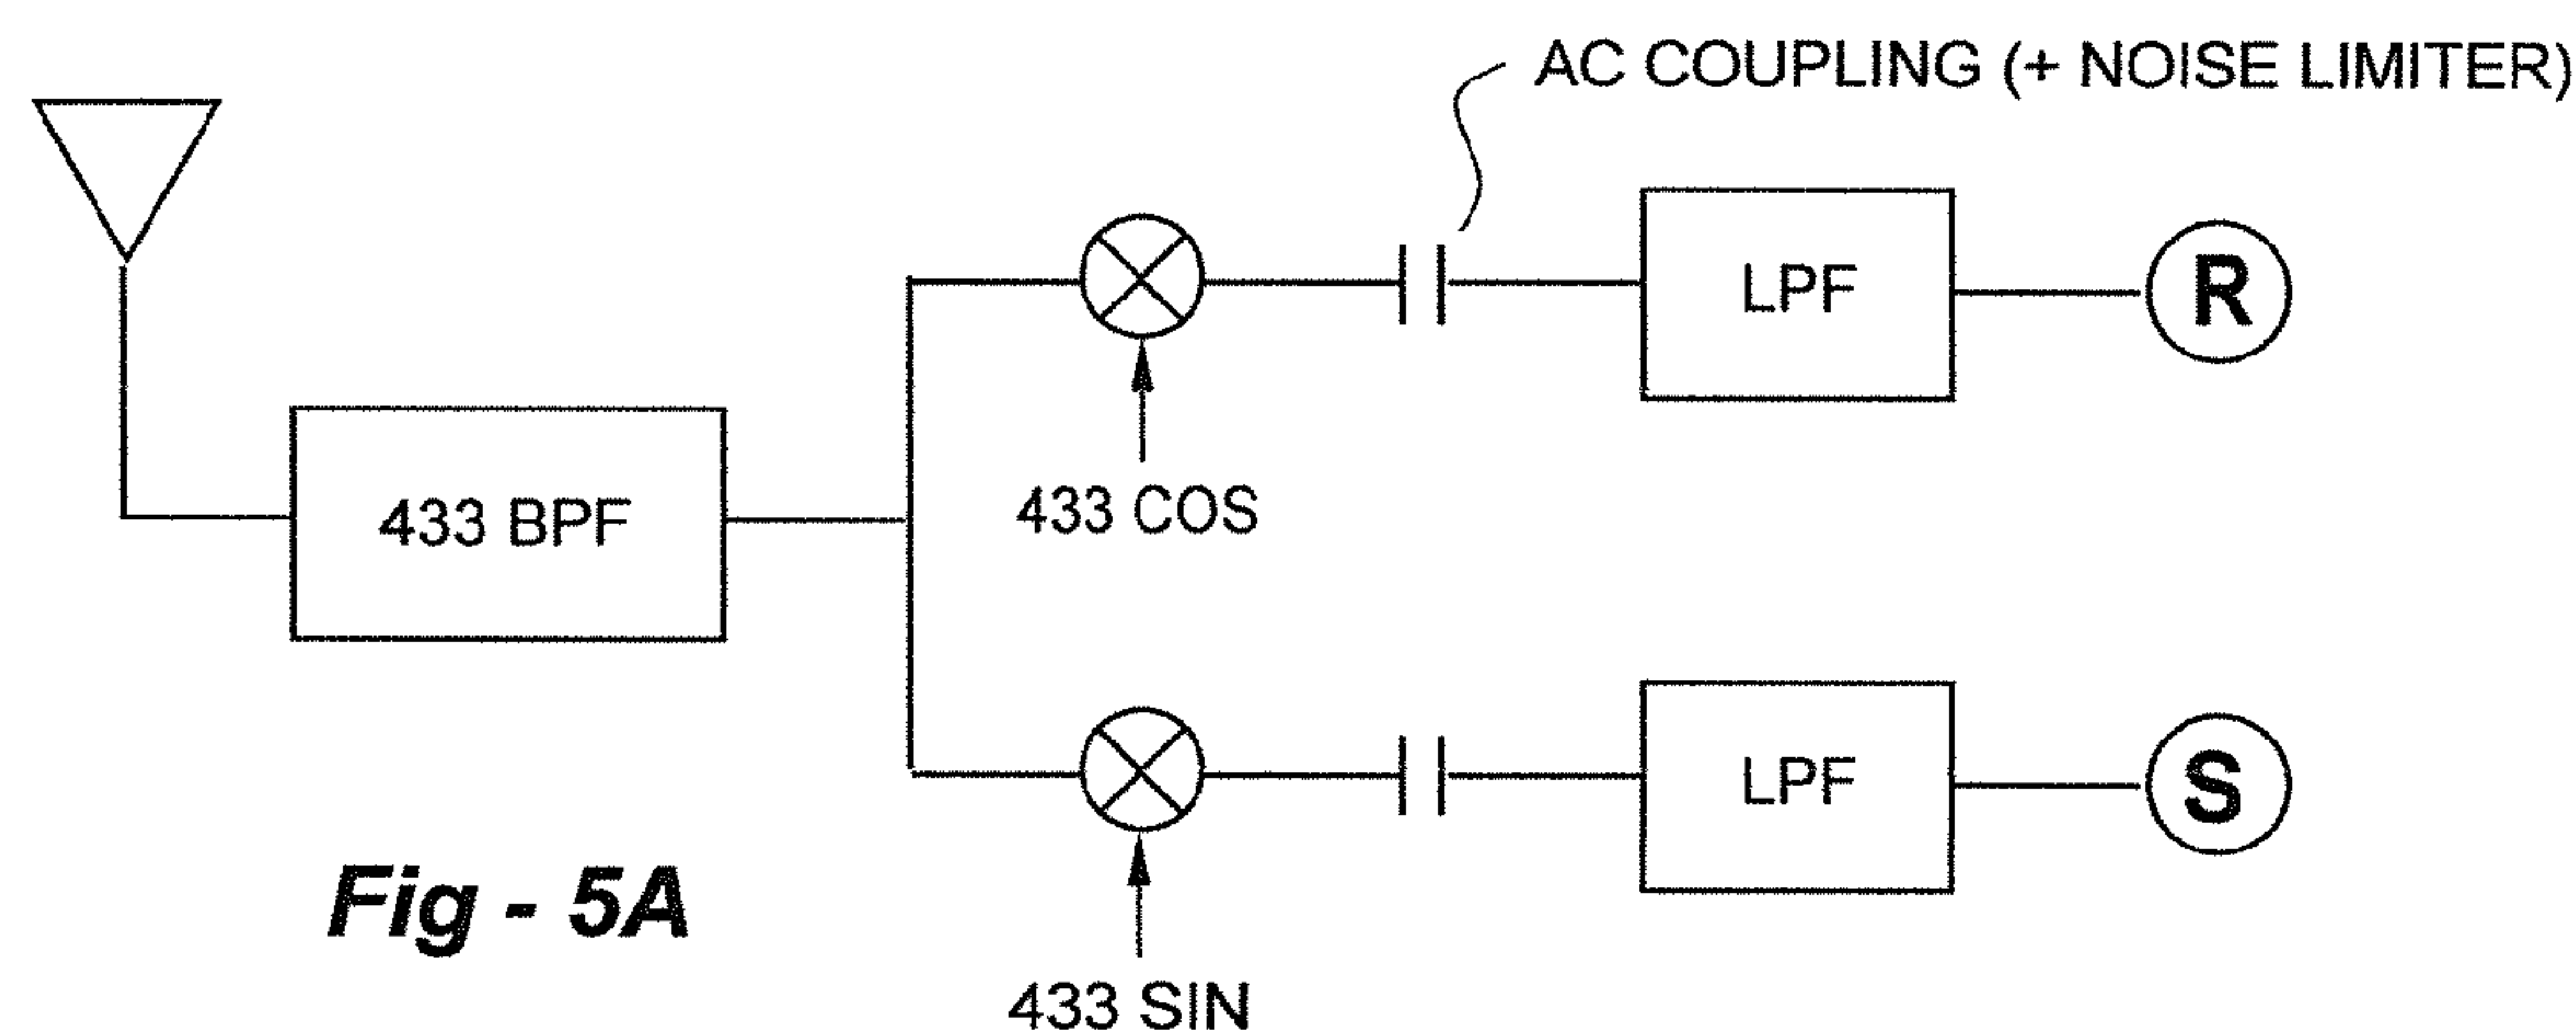 AC COUPLING (+ NOISE LIMITER)
LPF
R
433 COS
433 BPF
LPF
S
433 SIN
Fig - 5A